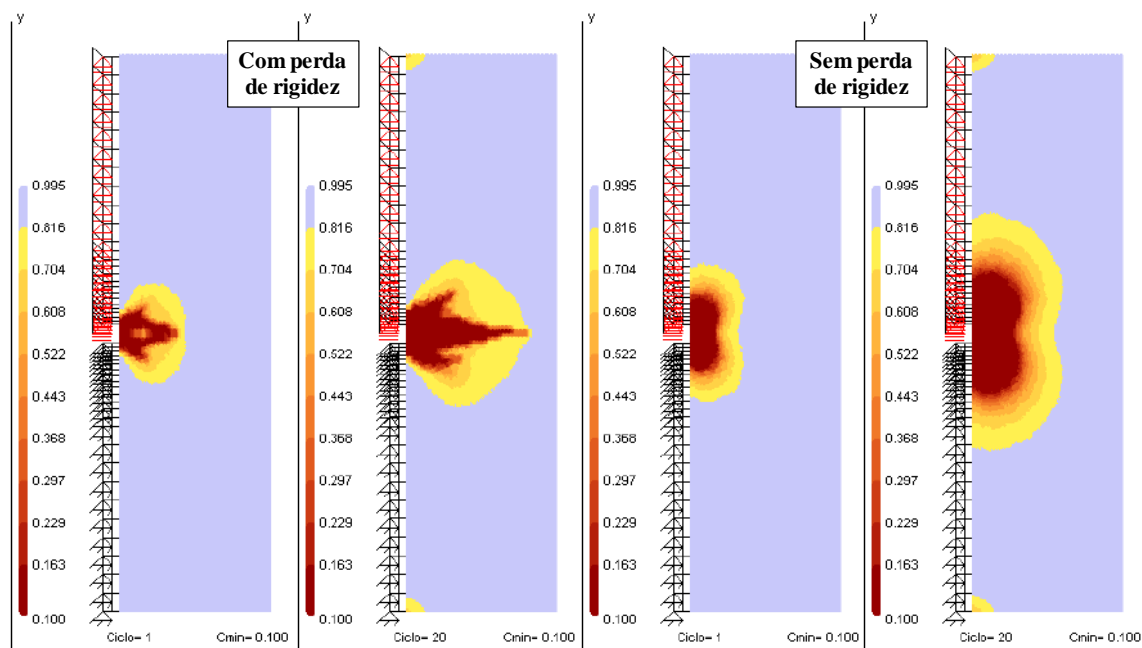 y
y
y
y
Com perda
de rigidez
Sem perda
de rigidez
0.995
0.816
0.704
0.608
0.522
0.443
0.368
0.297
0.229
0.163
0.100
Ciclo= 1
Cmin= 0.100
0.995
0.816
0.704
0.608
0.522
0.443
0.368
0.297
0.229
0.163
0.100
Ciclo= 20
Cmin= 0.100
0.995
0.816
0.704
0.608
0.522
0.443
0.368
0.297
0.229
0.163
0.100
Ciclo= 1
Cmin= 0.100
0.995
0.816
0.704
0.608
0.522
0.443
0.368
0.297
0.229
0.163
0.100
Ciclo= 20
Cmin= 0.100